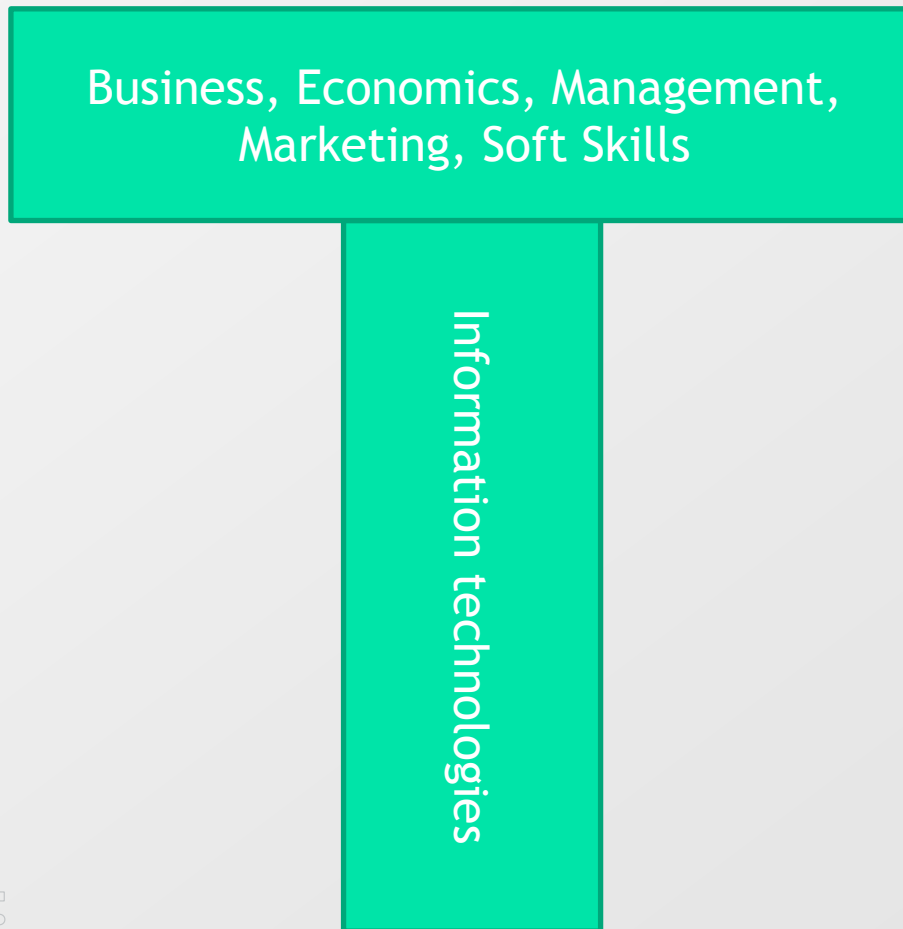 Business, Economics, Management,
Marketing, Soft Skills
Information technologies